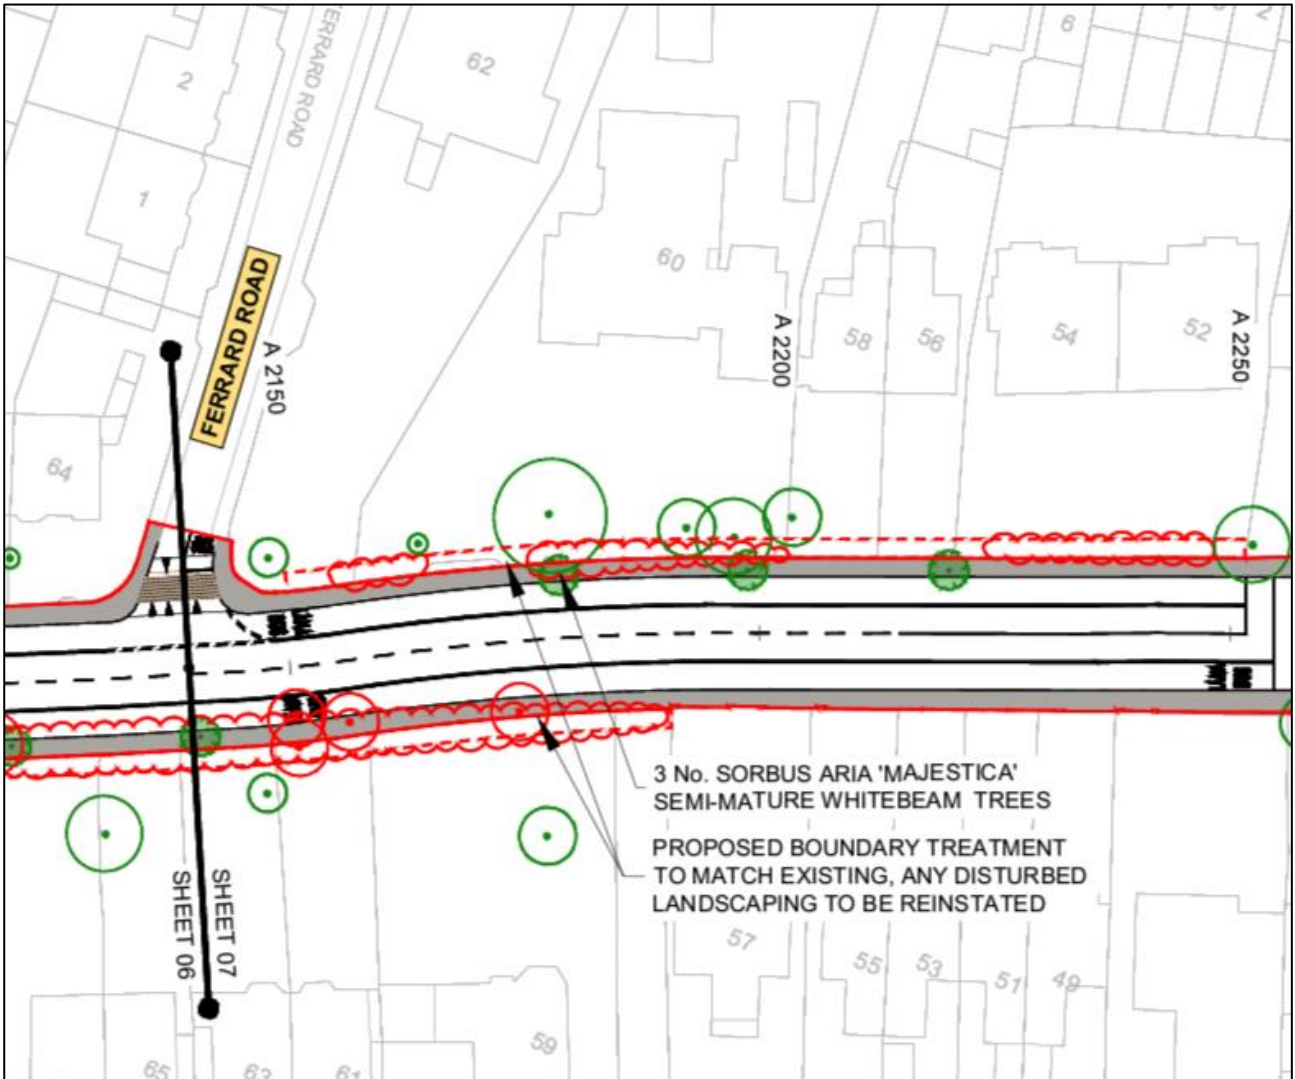 6
2
62
FERRARD ROAD
2
1
60
FERRARD ROAD
A 2150
A 2200
A 2250
58
56
54
52
64
3 No. SORBUS ARIA 'MAJESTICA'
SEMI-MATURE WHITEBEAM TREES
PROPOSED BOUNDARY TREATMENT
TO MATCH EXISTING, ANY DISTURBED
LANDSCAPING TO BE REINSTATED
SHEET 06
SHEET 07
57
55
53
51
49
59
65
63
61